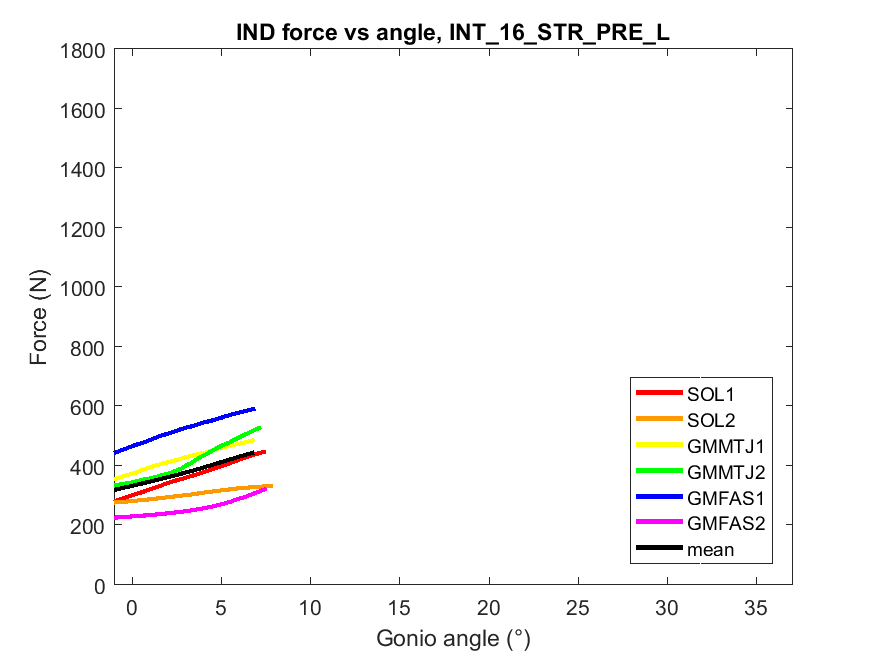 IND force vs angle, INT_16_STR_PRE_L
1800
1600
1400
1200
1000
800
600
400
200
0
Force (N)
0 5 10 15 20 25 30 35
Gonio angle (°)
SOL1
SOL2
GMMTJ1
GMMTJ2
GMFAS1
GMFAS2
mean